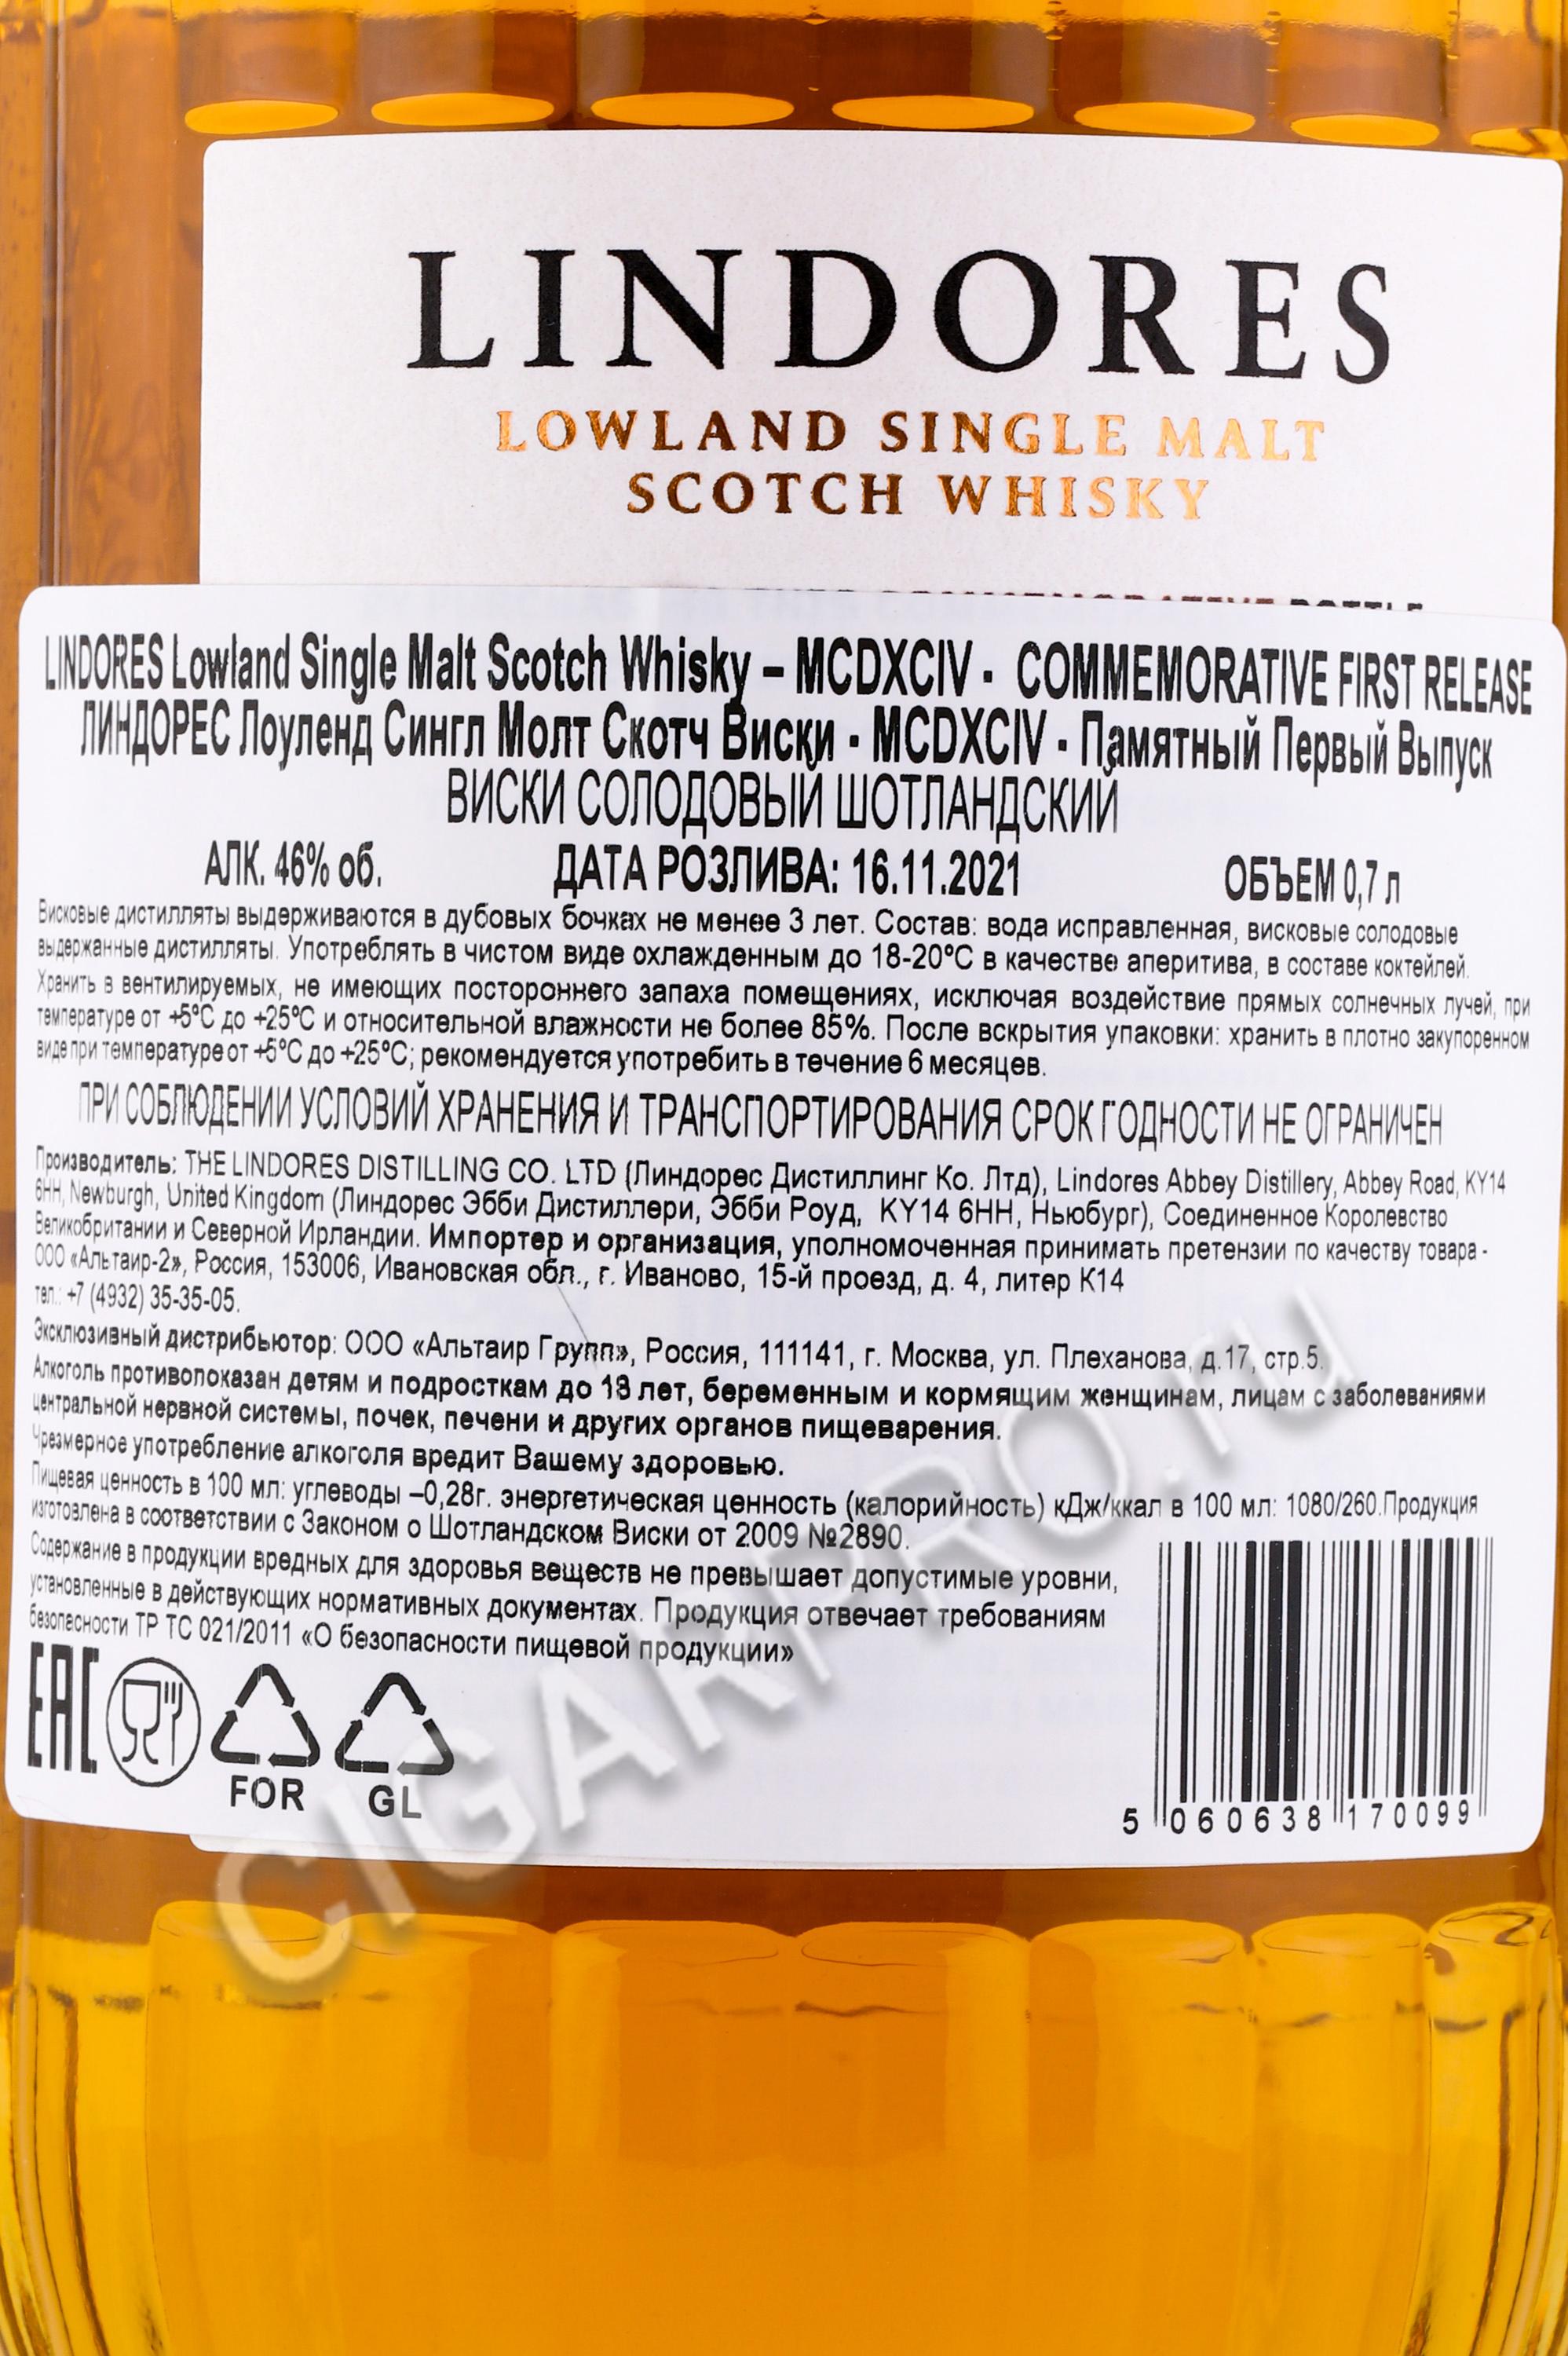 LINDORES
LOWLAND SINGLE MALT
SCOTCH WHISKY
LINDORES Lowland Single Malt Scotch Whisky – MCDXCIV - COMMEMORATIVE FIRST RELEASE
ЛИНДОРЕС Лоуленд Сингл Молт Скотч Виски - MCDXCIV - Памятный Первый Выпуск
ВИСКИ СОЛОДОВЫЙ ШОТЛАНДСКИЙ
АЛК. 46% об. ДАТА РОЗЛИВА: 16.11.2021 ОБЪЕМ 0,7 л
Висковые дистилляты выдерживаются в дубовых бочках не менее 3 лет. Состав: вода исправленная, висковые солодовые
выдержанные дистилляты. Употреблять в чистом виде охлажденным до 18-20°С в качестве аперитива, в составе коктейлей.
Хранить в вентилируемых, не имеющих постороннего запаха помещениях, исключая воздействие прямых солнечных лучей, при
температуре от +5°С до +25°С и относительной влажности не более 85%. После вскрытия упаковки: хранить в плотно закупоренном
виде при температуре от +5°С до +25°С; рекомендуется употребить в течение 6 месяцев.
ПРИ СОБЛЮДЕНИИ УСЛОВИЙ ХРАНЕНИЯ И ТРАНСПОРТИРОВАНИЯ СРОК ГОДНОСТИ НЕ ОГРАНИЧЕН
Производитель: THE LINDORES DISTILLING CO. LTD (Линдорес Дистиллинг Ко. Лтд), Lindores Abbey Distillery, Abbey Road, KY14
6HH, Newburgh, United Kingdom (Линдорес Эбби Дистиллери, Эбби Роуд, KY14 6HH, Ньюбург), Соединенное Королевство
Великобритании и Северной Ирландии. Импортер и организация, уполномоченная принимать претензии по качеству товара -
ООО «Альтаир-2», Россия, 153006, Ивановская обл., г. Иваново, 15-й проезд, д. 4, литер К14
тел.: +7 (4932) 35-35-05.
Эксклюзивный дистрибьютор: ООО «Альтаир Групп», Россия, 111141, г. Москва, ул. Плеханова, д.17, стр.5.
Алкоголь противопоказан детям и подросткам до 18 лет, беременным и кормящим женщинам, лицам с заболеваниями
центральной нервной системы, почек, печени и других органов пищеварения.
Чрезмерное употребление алкоголя вредит Вашему здоровью.
Пищевая ценность в 100 мл: углеводы –0,28г. энергетическая ценность (калорийность) кДж/ккал в 100 мл: 1080/260.Продукция
изготовлена в соответствии с Законом о Шотландском Виски от 2009 №2890.
Содержание в продукции вредных для здоровья веществ не превышает допустимые уровни,
установленные в действующих нормативных документах. Продукция отвечает требованиям
безопасности ТР ТС 021/2011 «О безопасности пищевой продукции»
EAC
FOR GL
5 060638 170099
CIGARPRO.ru